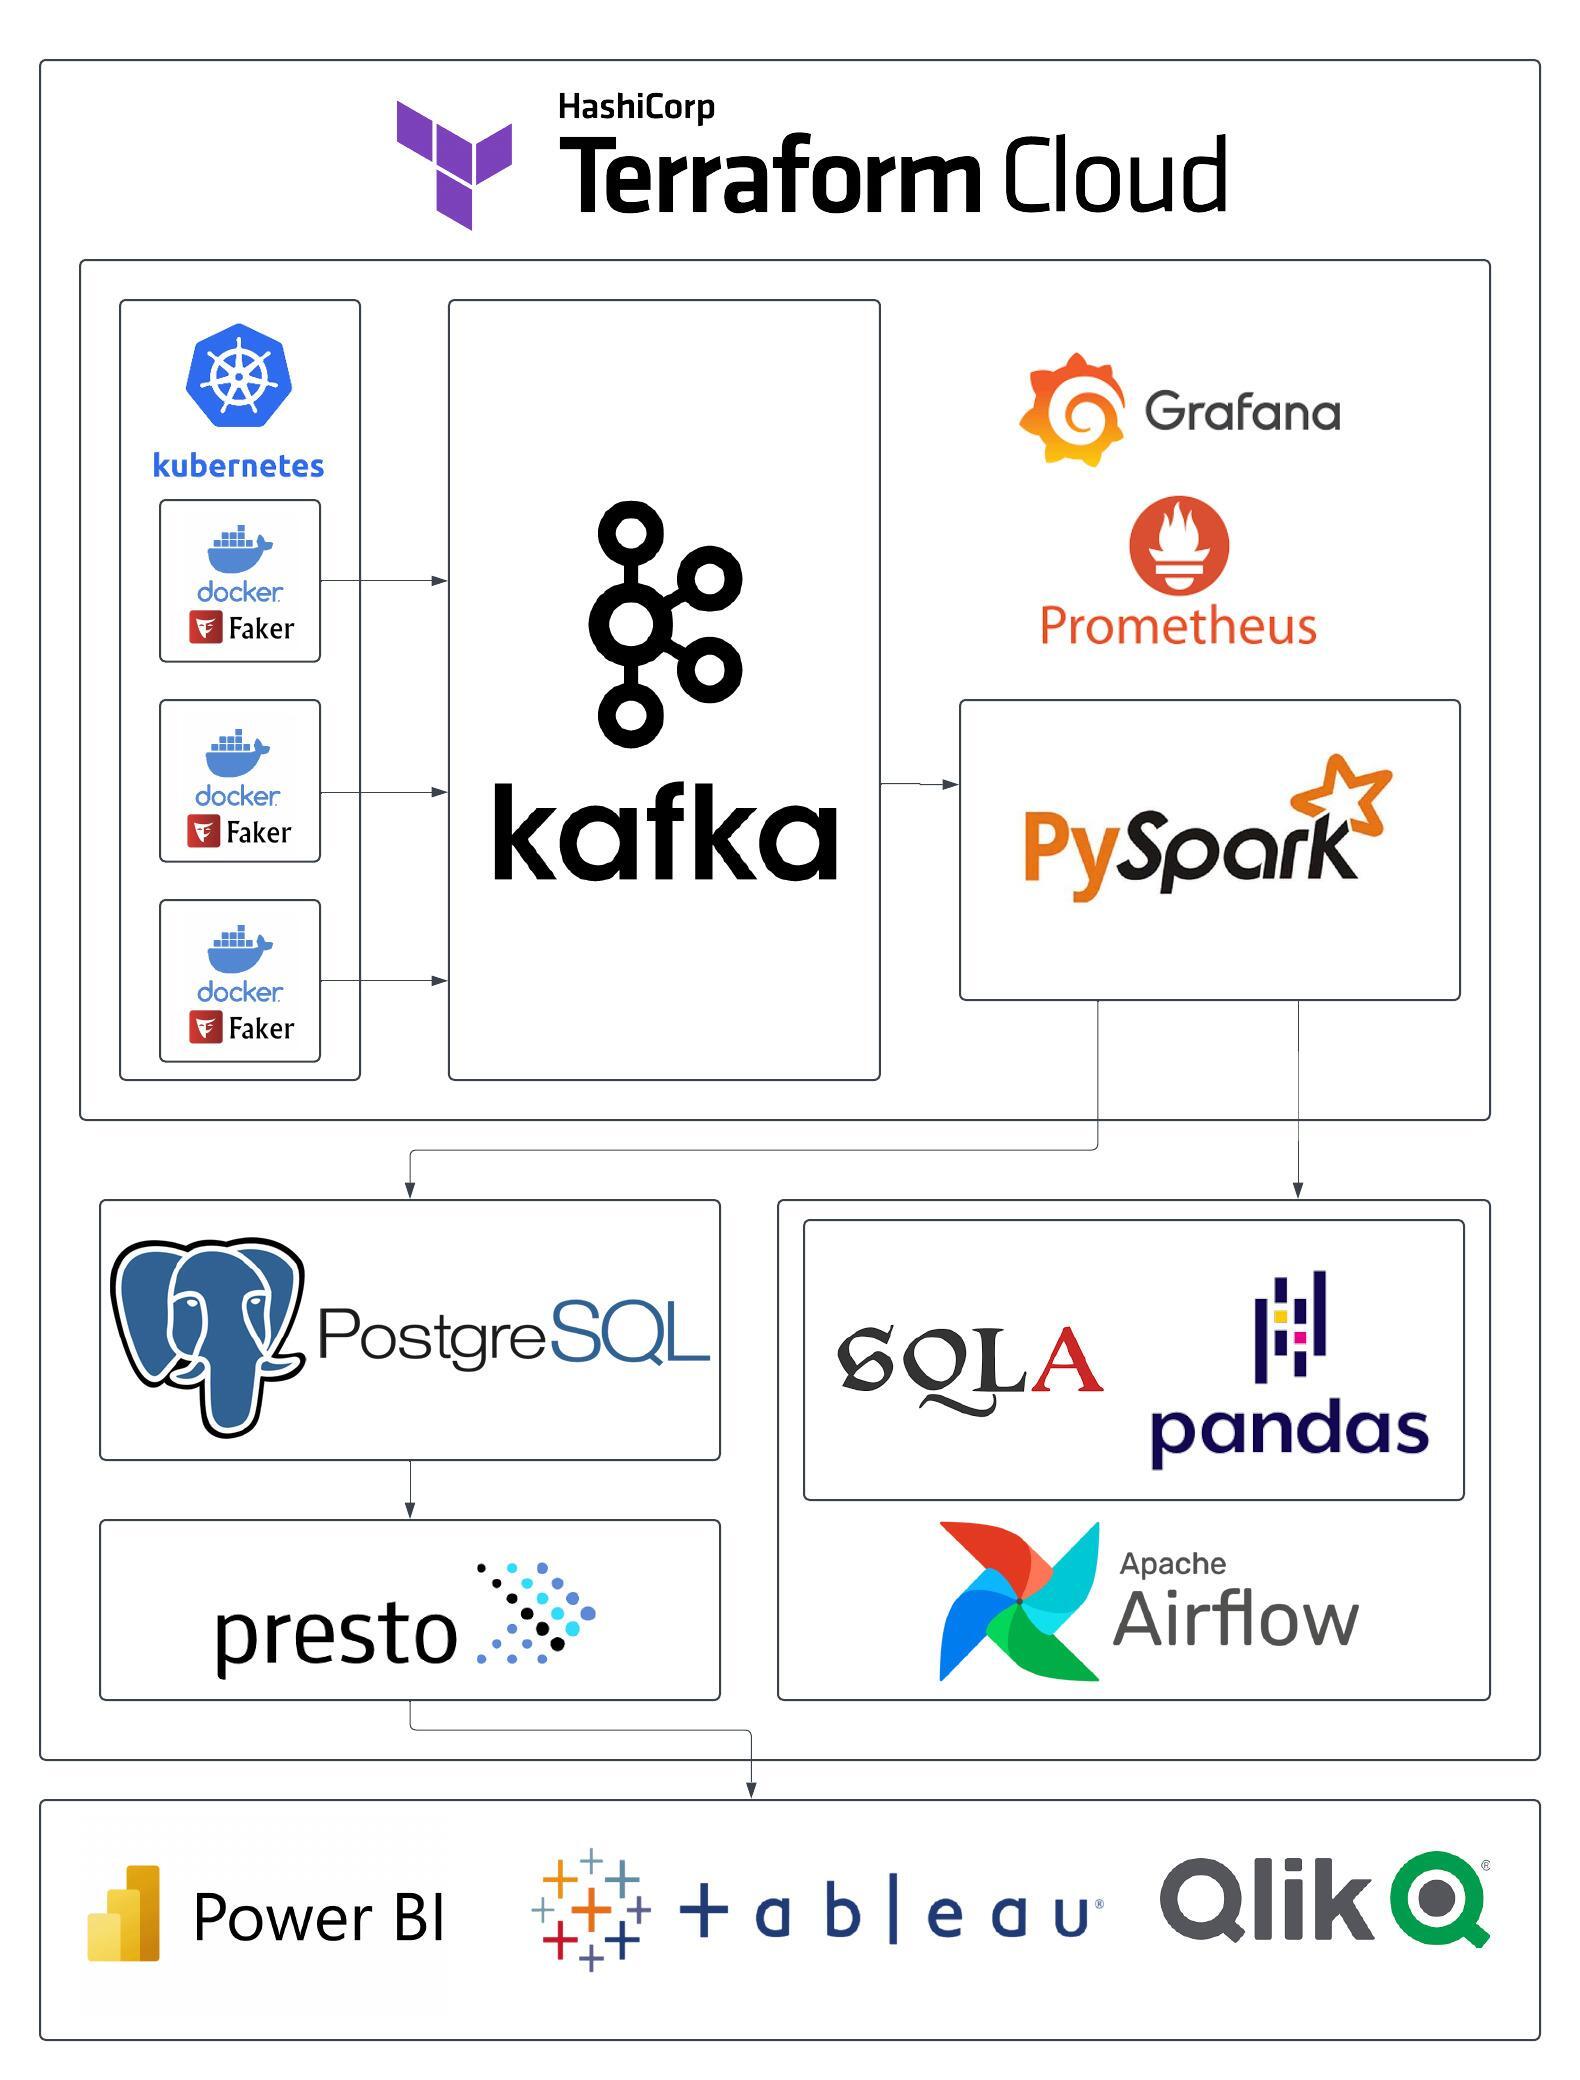 HashiCorp
Terraform Cloud
kubernetes
docker
Faker
docker
Faker
docker
Faker
kafka
Grafana
Prometheus
PySpark
PostgreSQL
presto
SQLA
pandas
Apache
Airflow
Power BI
+ableau®
Qlik ®